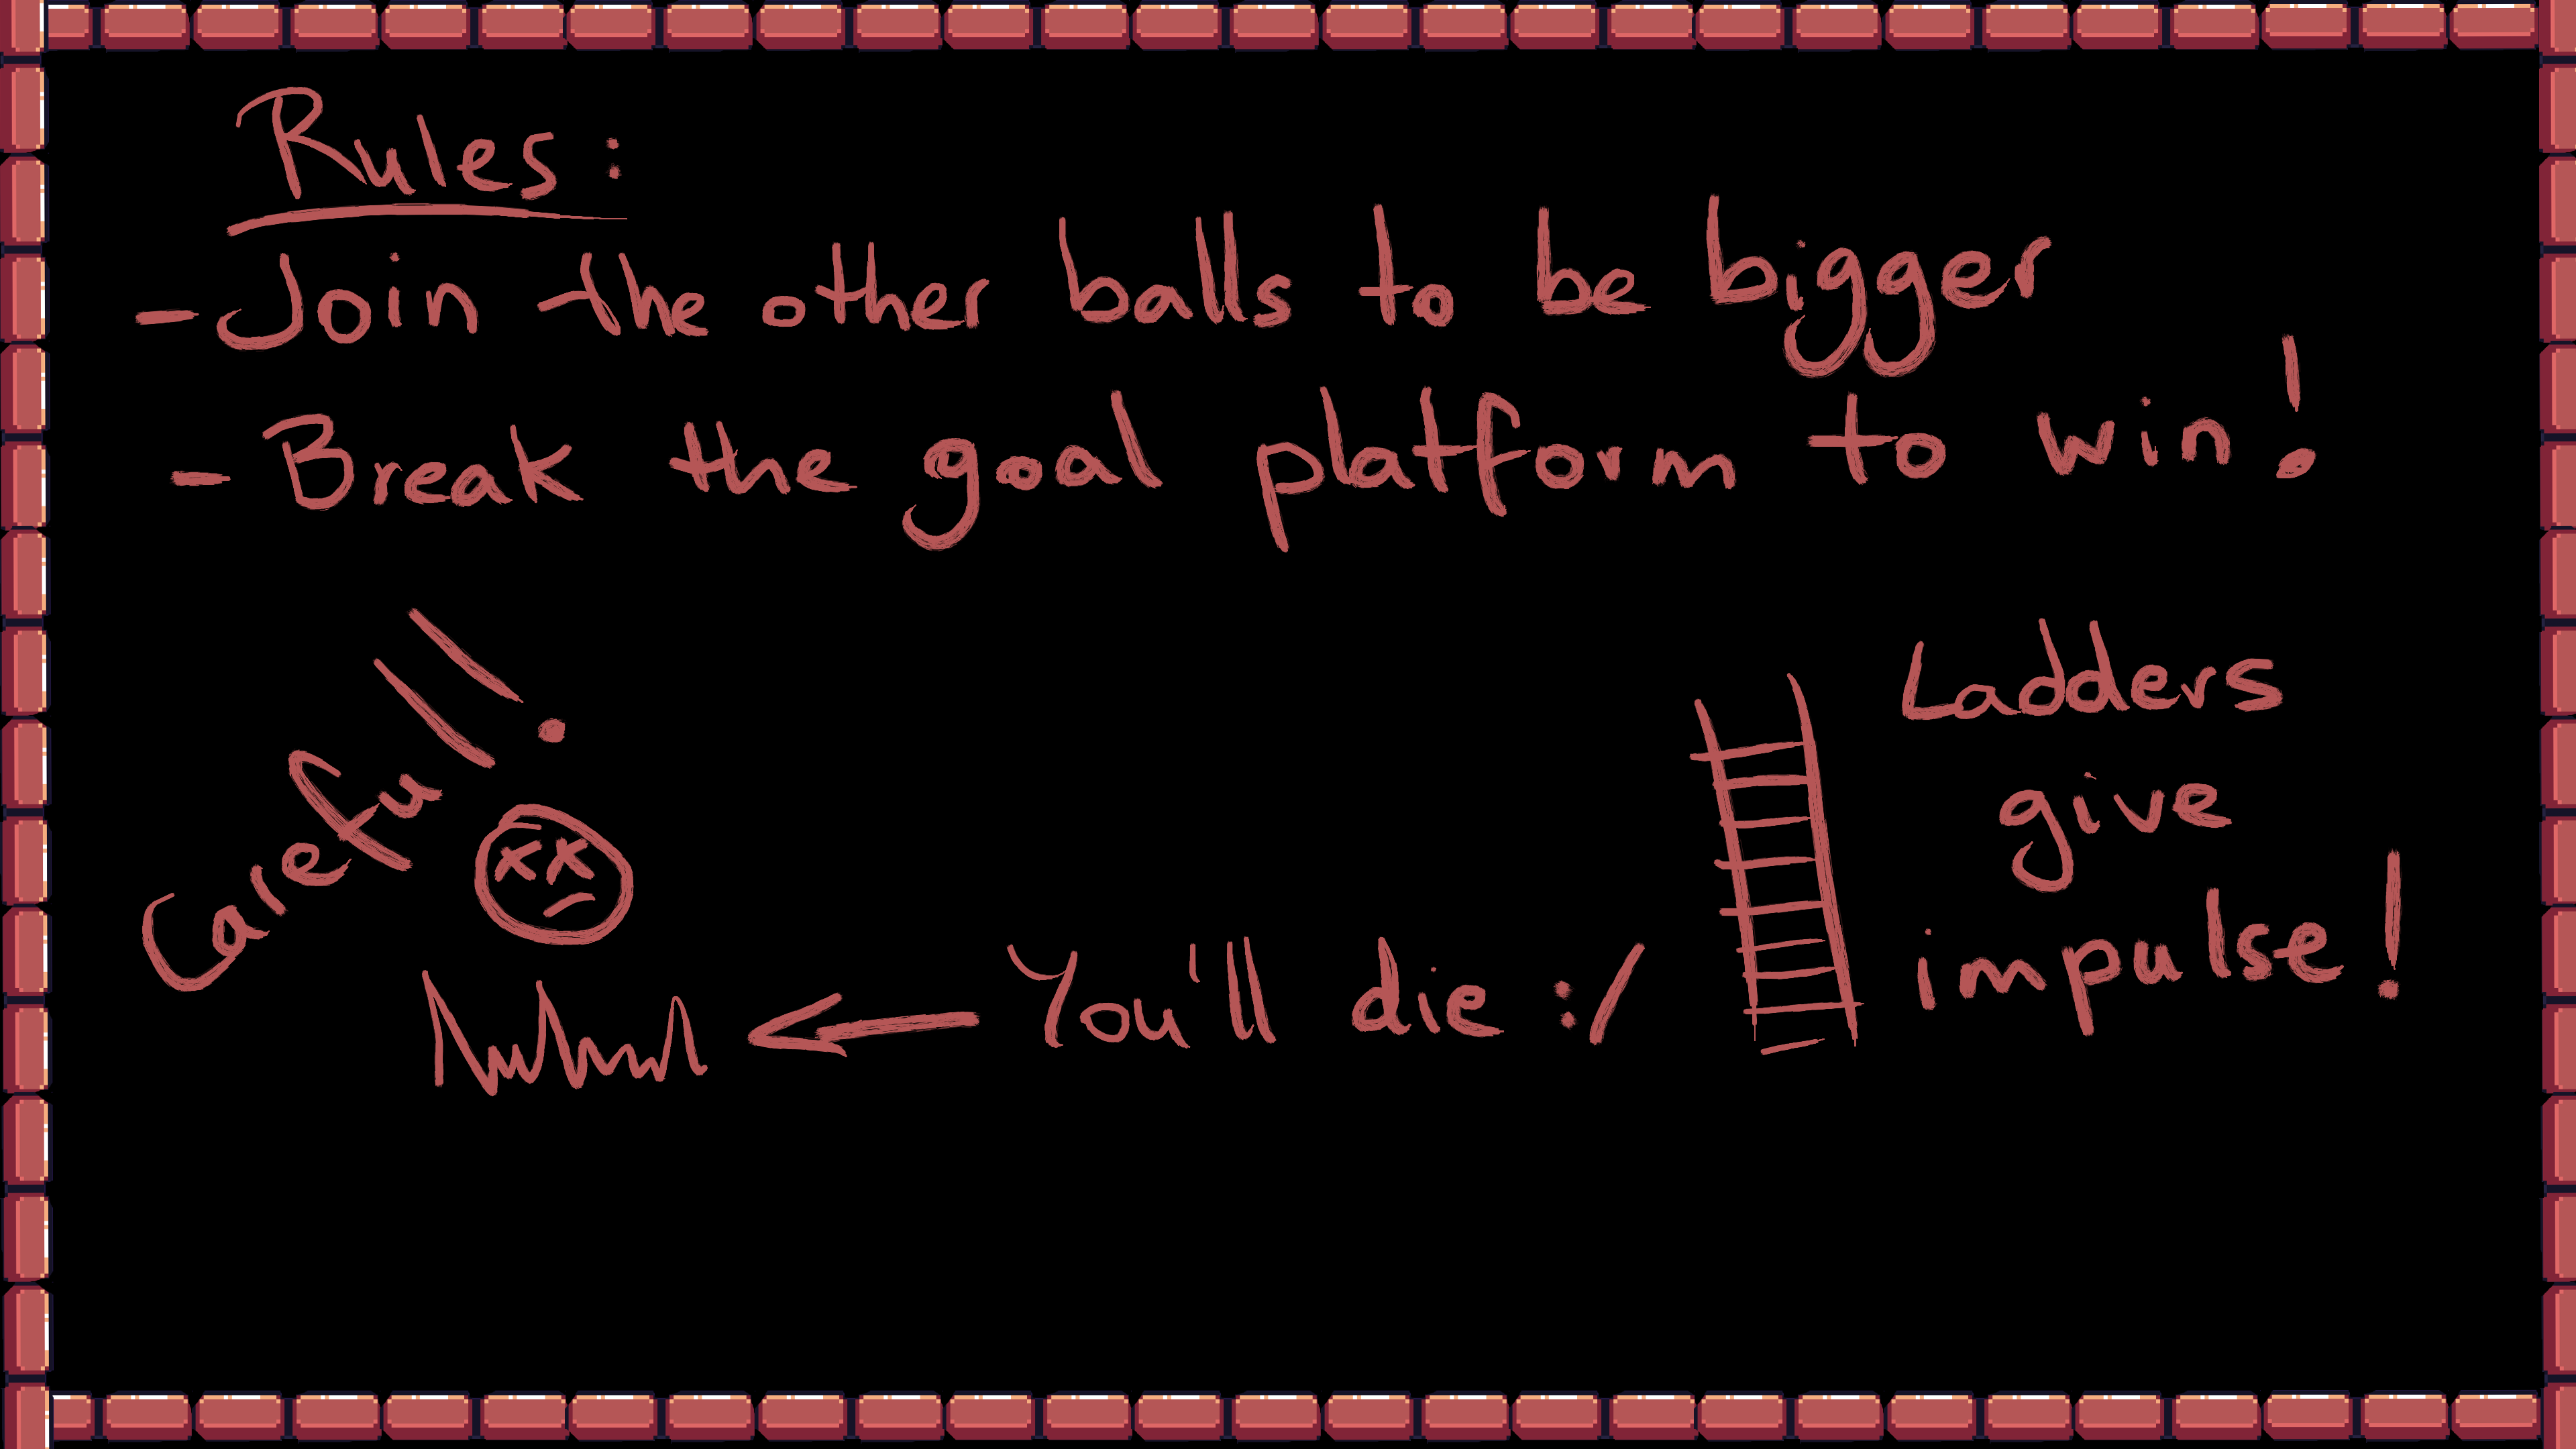 Rules:
-Join the other balls to be bigger
-Break the goal platform to win!
Careful!
You'll die :/
Ladders
give
impulse!